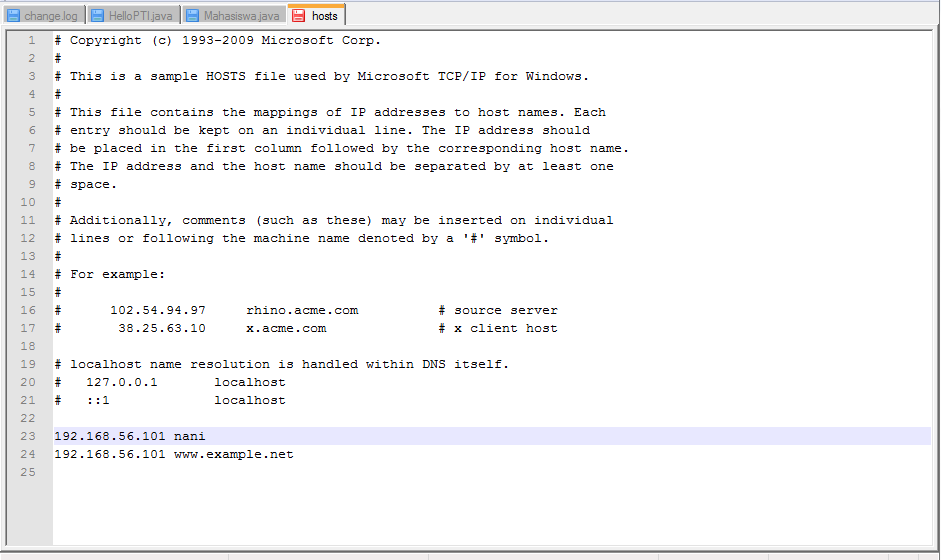 change.log HelloPTI.java Mahasiswa.java hosts
1 # Copyright (c) 1993-2009 Microsoft Corp.
2 #
3 # This is a sample HOSTS file used by Microsoft TCP/IP for Windows.
4 #
5 # This file contains the mappings of IP addresses to host names. Each
6 # entry should be kept on an individual line. The IP address should
7 # be placed in the first column followed by the corresponding host name.
8 # The IP address and the host name should be separated by at least one
9 # space.
10 #
11 # Additionally, comments (such as these) may be inserted on individual
12 # lines or following the machine name denoted by a '#' symbol.
13 #
14 # For example:
15 #
16 #      102.54.94.97     rhino.acme.com          # source server
17 #       38.25.63.10     x.acme.com              # x client host
18
19 # localhost name resolution is handled within DNS itself.
20 #   127.0.0.1       localhost
21 #   ::1             localhost
22
23 192.168.56.101 nani
24 192.168.56.101 www.example.net
25